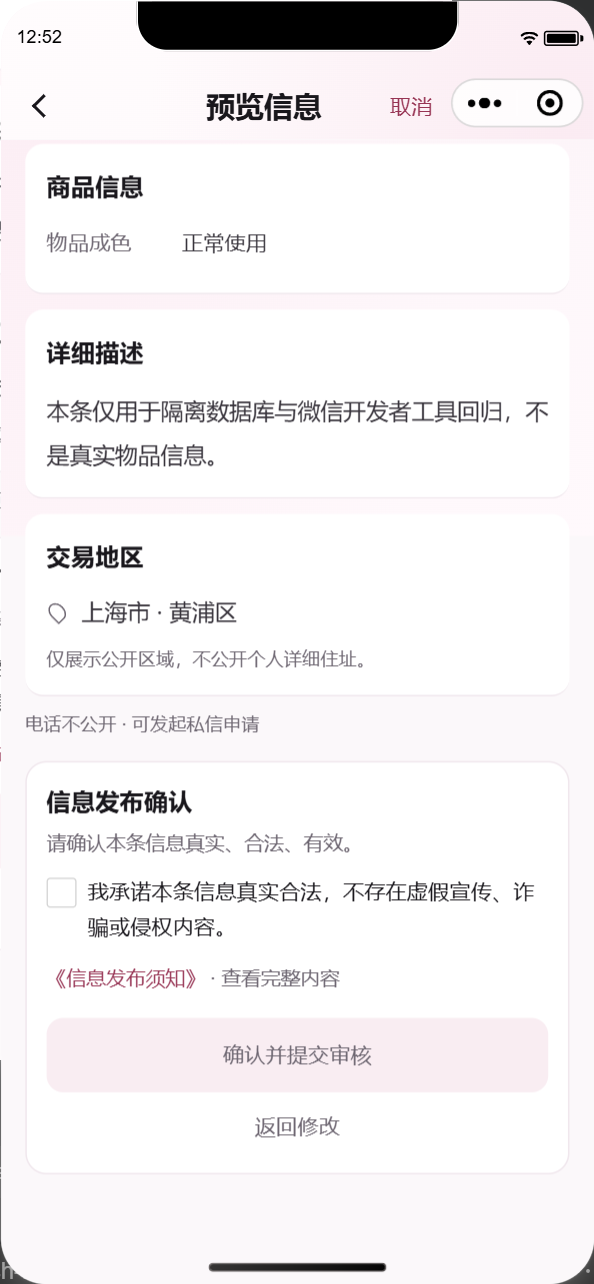 12:52
预览信息
取消
商品信息
物品成色 正常使用
详细描述
本条仅用于隔离数据库与微信开发者工具回归，不
是真实物品信息。
交易地区
上海市 · 黄浦区
仅展示公开区域，不公开个人详细住址。
电话不公开 · 可发起私信申请
信息发布确认
请确认本条信息真实、合法、有效。
我承诺本条信息真实合法，不存在虚假宣传、诈
骗或侵权内容。
《信息发布须知》 · 查看完整内容
确认并提交审核
返回修改